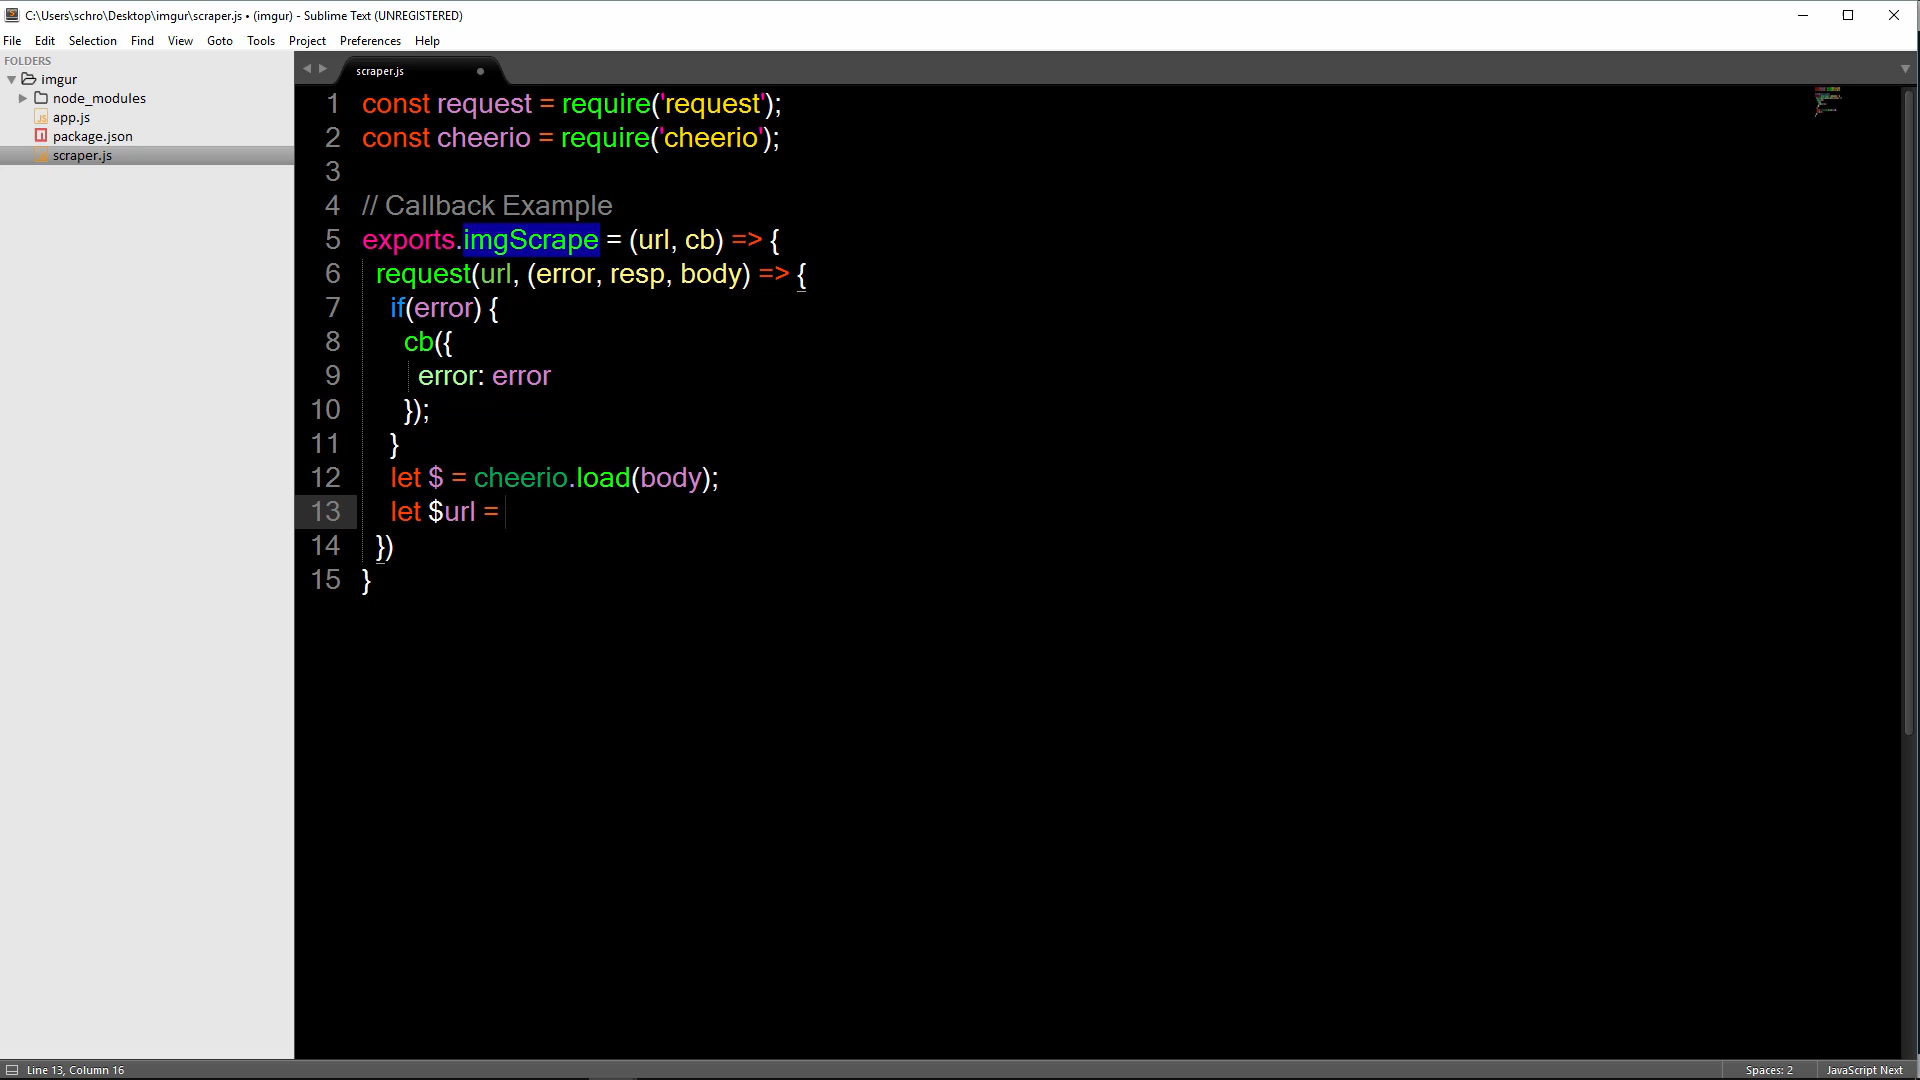 C:\Users\schro\Desktop\imgur\scraper.js • (imgur) - Sublime Text (UNREGISTERED)
File Edit Selection Find View Goto Tools Project Preferences Help
FOLDERS
imgur
node_modules
app.js
package.json
scraper.js
scraper.js
1 const request = require('request');
2 const cheerio = require('cheerio');
3
4 // Callback Example
5 exports.imgScrape = (url, cb) => {
6 request(url, (error, resp, body) => {
7 if(error) {
8 cb({
9 error: error
10 });
11 }
12 let $ = cheerio.load(body);
13 let $url =
14 })
15 }
Line 13, Column 16
Spaces: 2
JavaScript Next